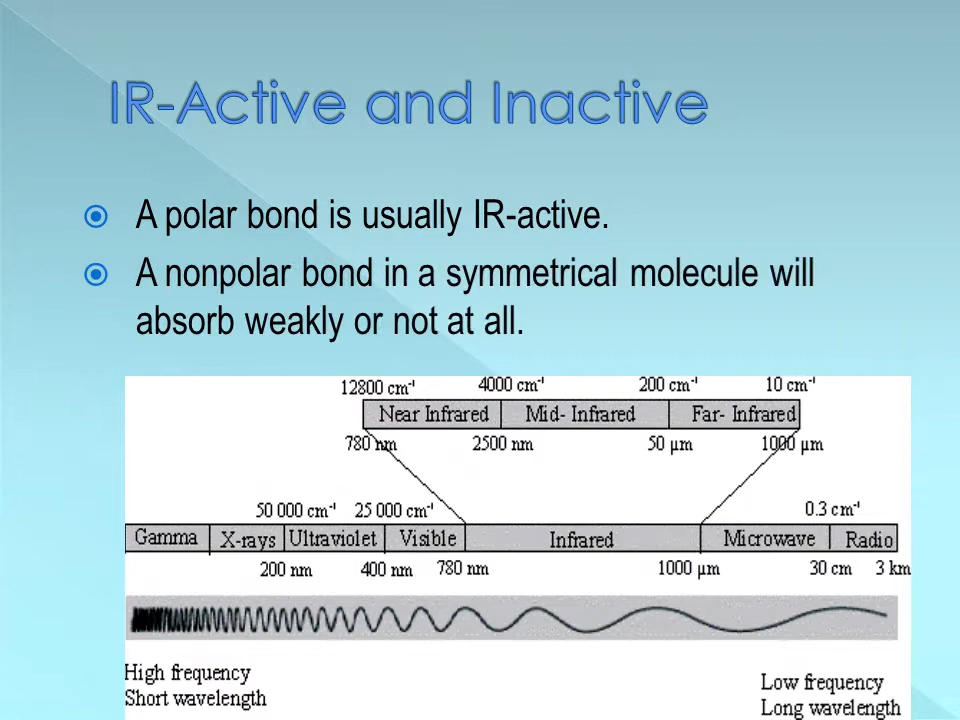 IR-Active and Inactive
A polar bond is usually IR-active.
A nonpolar bond in a symmetrical molecule will
absorb weakly or not at all.
12800 cm⁻¹ 4000 cm⁻¹ 200 cm⁻¹ 10 cm⁻¹
Near Infrared Mid- Infrared Far- Infrared
780 nm 2500 nm 50 µm 1000 µm
50 000 cm⁻¹ 25 000 cm⁻¹ 0.3 cm⁻¹
Gamma X-rays Ultraviolet Visible Infrared Microwave Radio
200 nm 400 nm 780 nm 1000 µm 30 cm 3 km
High frequency
Short wavelength
Low frequency
Long wavelength